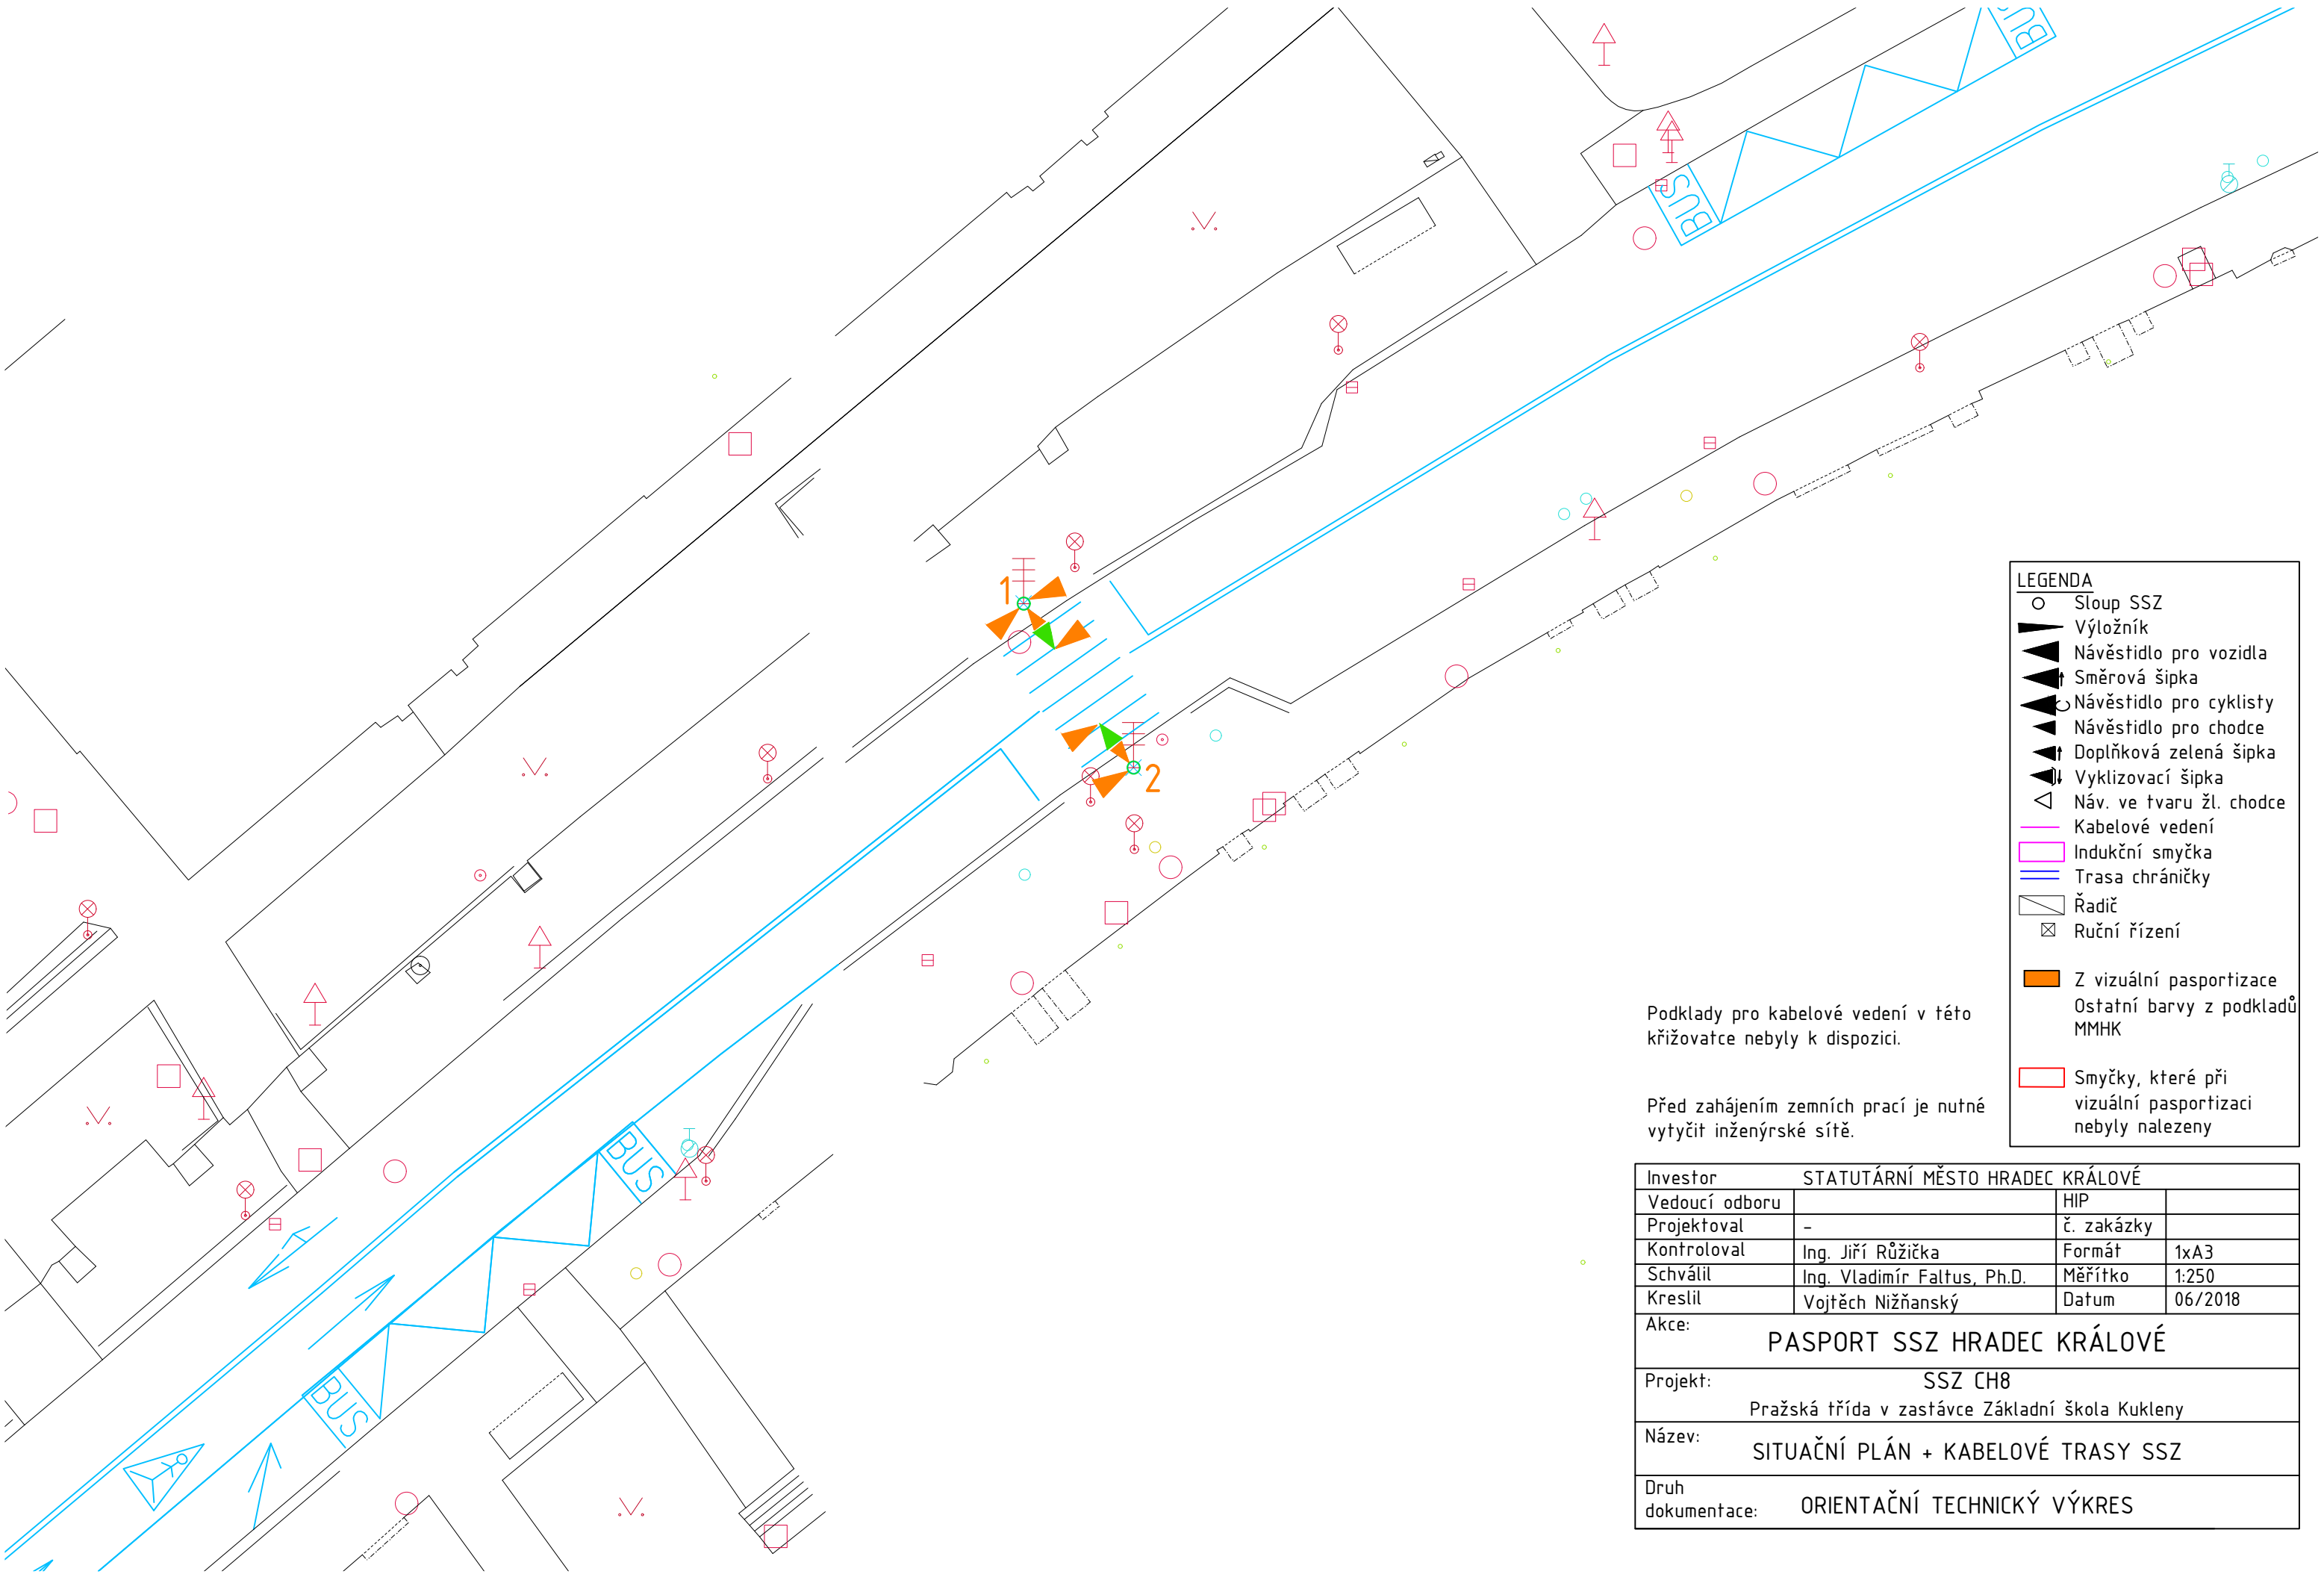 BUS
BUS
1
2
BUS
BUS
LEGENDA
Sloup SSZ
Výložník
Návěstidlo pro vozidla
Směrová šipka
Návěstidlo pro cyklisty
Návěstidlo pro chodce
Doplňková zelená šipka
Vyklizovací šipka
Náv. ve tvaru žl. chodce
Kabelové vedení
Indukční smyčka
Trasa chráničky
Řadič
Ruční řízení
Z vizuální pasportizace
Ostatní barvy z podkladů
MMHK
Smyčky, které při
vizuální pasportizaci
nebyly nalezeny
Podklady pro kabelové vedení v této
křižovatce nebyly k dispozici.
Před zahájením zemních prací je nutné
vytyčit inženýrské sítě.
Investor STATUTÁRNÍ MĚSTO HRADEC KRÁLOVÉ
Vedoucí odboru HIP
Projektoval - č. zakázky
Kontroloval Ing. Jiří Růžička Formát 1xA3
Schválil Ing. Vladimír Faltus, Ph.D. Měřítko 1:250
Kreslil Vojtěch Nižňanský Datum 06/2018
Akce:
PASPORT SSZ HRADEC KRÁLOVÉ
Projekt: SSZ CH8
Pražská třída v zastávce Základní škola Kukleny
Název:
SITUAČNÍ PLÁN + KABELOVÉ TRASY SSZ
Druh
dokumentace: ORIENTAČNÍ TECHNICKÝ VÝKRES